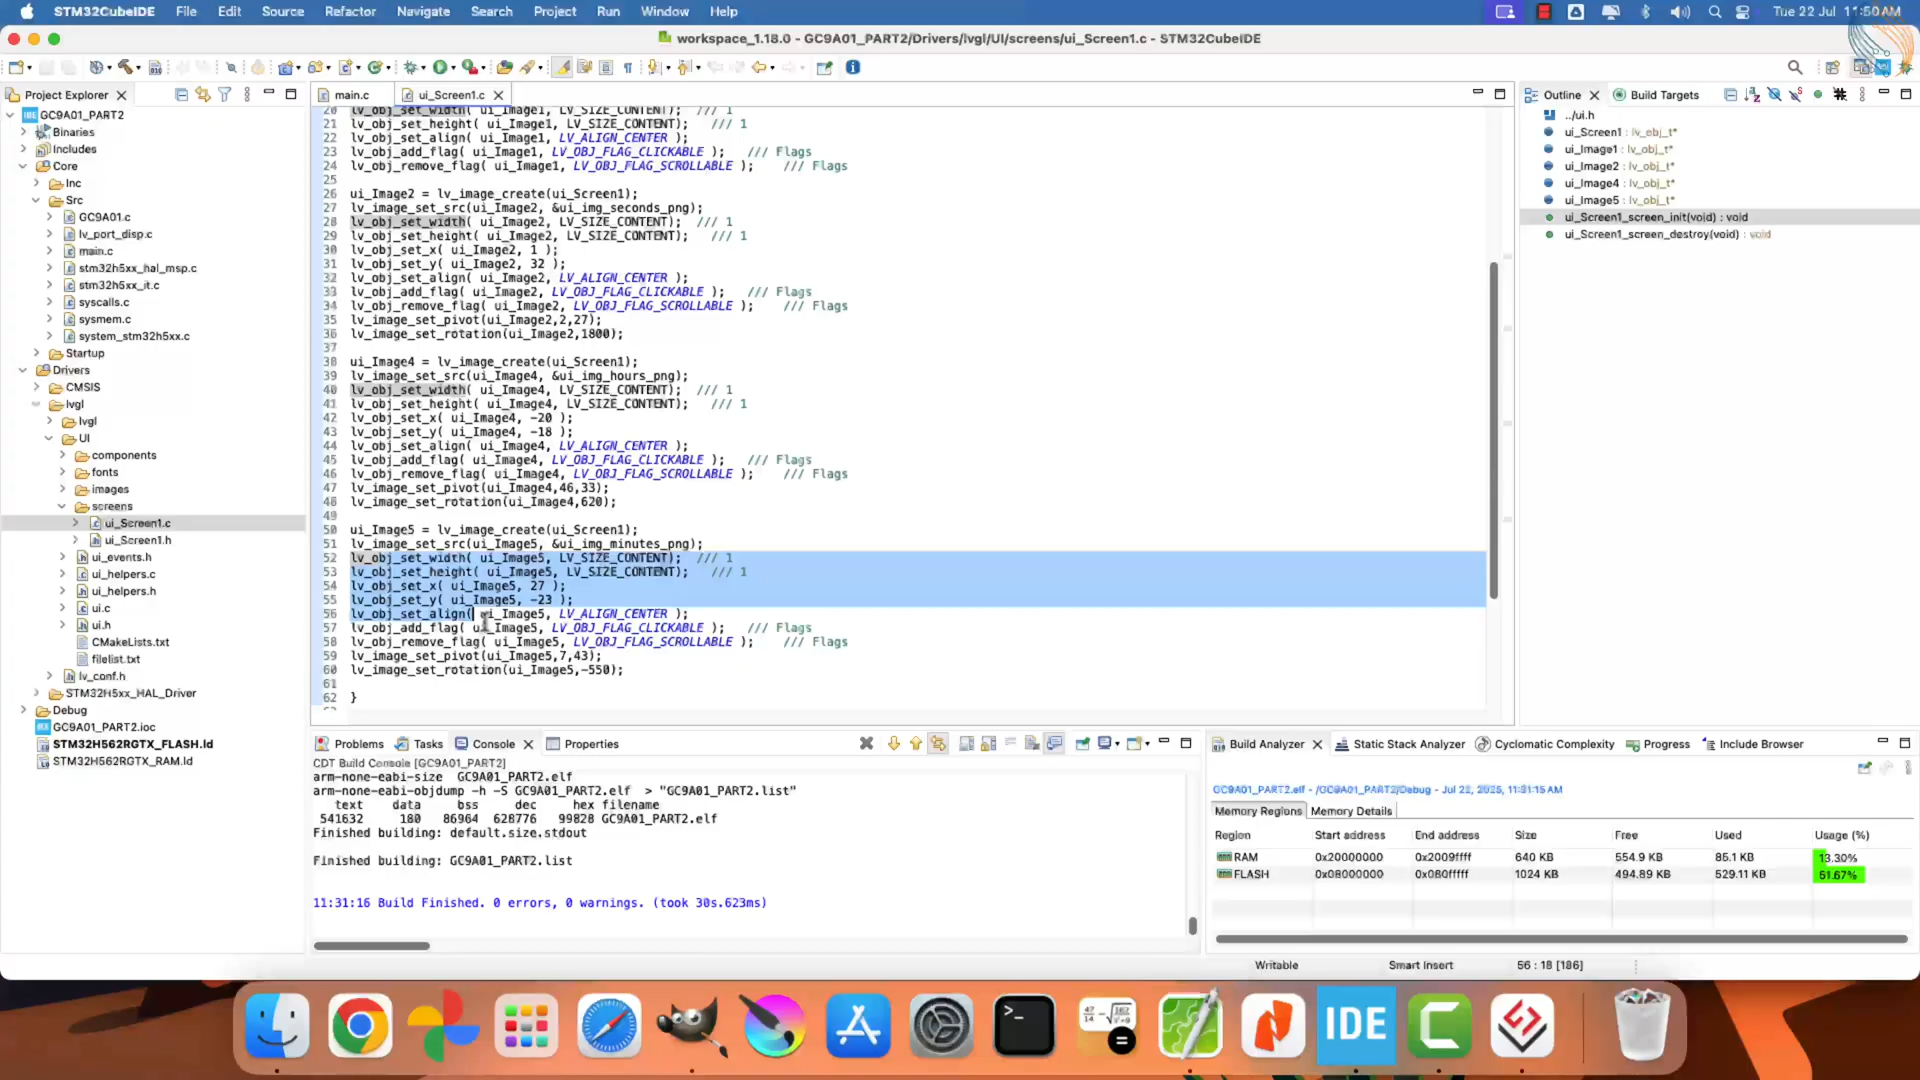 STM32CubeIDE File Edit Source Refactor Navigate Search Project Run Window Help Tue 22 Jul 11:50AM
workspace_1.18.0 - GC9A01_PART2/Drivers/lvgl/UI/screens/ui_Screen1.c - STM32CubeIDE
Project Explorer
GC9A01_PART2
Binaries
Includes
Core
Inc
Src
GC9A01.c
lv_port_disp.c
main.c
stm32h5xx_hal_msp.c
stm32h5xx_it.c
syscalls.c
sysmem.c
system_stm32h5xx.c
Startup
Drivers
CMSIS
lvgl
lvgl
UI
components
fonts
images
screens
ui_Screen1.c
ui_Screen1.h
ui_events.h
ui_helpers.c
ui_helpers.h
ui.c
ui.h
CMakeLists.txt
filelist.txt
lv_conf.h
STM32H5xx_HAL_Driver
Debug
GC9A01_PART2.ioc
STM32H562RGTX_FLASH.ld
STM32H562RGTX_RAM.ld
main.c ui_Screen1.c
20 lv_obj_set_width( ui_Image1, LV_SIZE_CONTENT); /// 1
21 lv_obj_set_height( ui_Image1, LV_SIZE_CONTENT); /// 1
22 lv_obj_set_align( ui_Image1, LV_ALIGN_CENTER );
23 lv_obj_add_flag( ui_Image1, LV_OBJ_FLAG_CLICKABLE ); /// Flags
24 lv_obj_remove_flag( ui_Image1, LV_OBJ_FLAG_SCROLLABLE ); /// Flags
25
26 ui_Image2 = lv_image_create(ui_Screen1);
27 lv_image_set_src(ui_Image2, &ui_img_seconds_png);
28 lv_obj_set_width( ui_Image2, LV_SIZE_CONTENT); /// 1
29 lv_obj_set_height( ui_Image2, LV_SIZE_CONTENT); /// 1
30 lv_obj_set_x( ui_Image2, 1 );
31 lv_obj_set_y( ui_Image2, 32 );
32 lv_obj_set_align( ui_Image2, LV_ALIGN_CENTER );
33 lv_obj_add_flag( ui_Image2, LV_OBJ_FLAG_CLICKABLE ); /// Flags
34 lv_obj_remove_flag( ui_Image2, LV_OBJ_FLAG_SCROLLABLE ); /// Flags
35 lv_image_set_pivot(ui_Image2,2,27);
36 lv_image_set_rotation(ui_Image2,1800);
37
38 ui_Image4 = lv_image_create(ui_Screen1);
39 lv_image_set_src(ui_Image4, &ui_img_hours_png);
40 lv_obj_set_width( ui_Image4, LV_SIZE_CONTENT); /// 1
41 lv_obj_set_height( ui_Image4, LV_SIZE_CONTENT); /// 1
42 lv_obj_set_x( ui_Image4, -20 );
43 lv_obj_set_y( ui_Image4, -18 );
44 lv_obj_set_align( ui_Image4, LV_ALIGN_CENTER );
45 lv_obj_add_flag( ui_Image4, LV_OBJ_FLAG_CLICKABLE ); /// Flags
46 lv_obj_remove_flag( ui_Image4, LV_OBJ_FLAG_SCROLLABLE ); /// Flags
47 lv_image_set_pivot(ui_Image4,46,33);
48 lv_image_set_rotation(ui_Image4,620);
49
50 ui_Image5 = lv_image_create(ui_Screen1);
51 lv_image_set_src(ui_Image5, &ui_img_minutes_png);
52 lv_obj_set_width( ui_Image5, LV_SIZE_CONTENT); /// 1
53 lv_obj_set_height( ui_Image5, LV_SIZE_CONTENT); /// 1
54 lv_obj_set_x( ui_Image5, 27 );
55 lv_obj_set_y( ui_Image5, -23 );
56 lv_obj_set_align( ui_Image5, LV_ALIGN_CENTER );
57 lv_obj_add_flag( ui_Image5, LV_OBJ_FLAG_CLICKABLE ); /// Flags
58 lv_obj_remove_flag( ui_Image5, LV_OBJ_FLAG_SCROLLABLE ); /// Flags
59 lv_image_set_pivot(ui_Image5,7,43);
60 lv_image_set_rotation(ui_Image5,-550);
61
62 }
Outline Build Targets
../ui.h
ui_Screen1 : lv_obj_t*
ui_Image1 : lv_obj_t*
ui_Image2 : lv_obj_t*
ui_Image4 : lv_obj_t*
ui_Image5 : lv_obj_t*
ui_Screen1_screen_init(void) : void
ui_Screen1_screen_destroy(void) : void
Problems Tasks Console Properties
CDT Build Console [GC9A01_PART2]
arm-none-eabi-size GC9A01_PART2.elf
arm-none-eabi-objdump -h -S GC9A01_PART2.elf > "GC9A01_PART2.list"
text data bss dec hex filename
541632 180 86964 628776 99828 GC9A01_PART2.elf
Finished building: default.size.stdout
Finished building: GC9A01_PART2.list
11:31:16 Build Finished. 0 errors, 0 warnings. (took 30s.623ms)
Build Analyzer Static Stack Analyzer Cyclomatic Complexity Progress Include Browser
GC9A01_PART2.elf - /GC9A01_PART2/Debug - Jul 22, 2025, 11:31:15 AM
Memory Regions Memory Details
Region Start address End address Size Free Used Usage (%)
RAM 0x20000000 0x2009ffff 640 KB 554.9 KB 85.1 KB 13.30%
FLASH 0x08000000 0x080fffff 1024 KB 494.89 KB 529.11 KB 51.67%
Writable Smart Insert 56 : 18 [186]
IDE